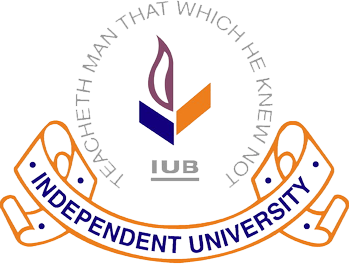 TEACHETH MAN THAT WHICH HE KNEW NOT
IUB
• INDEPENDENT UNIVERSITY •